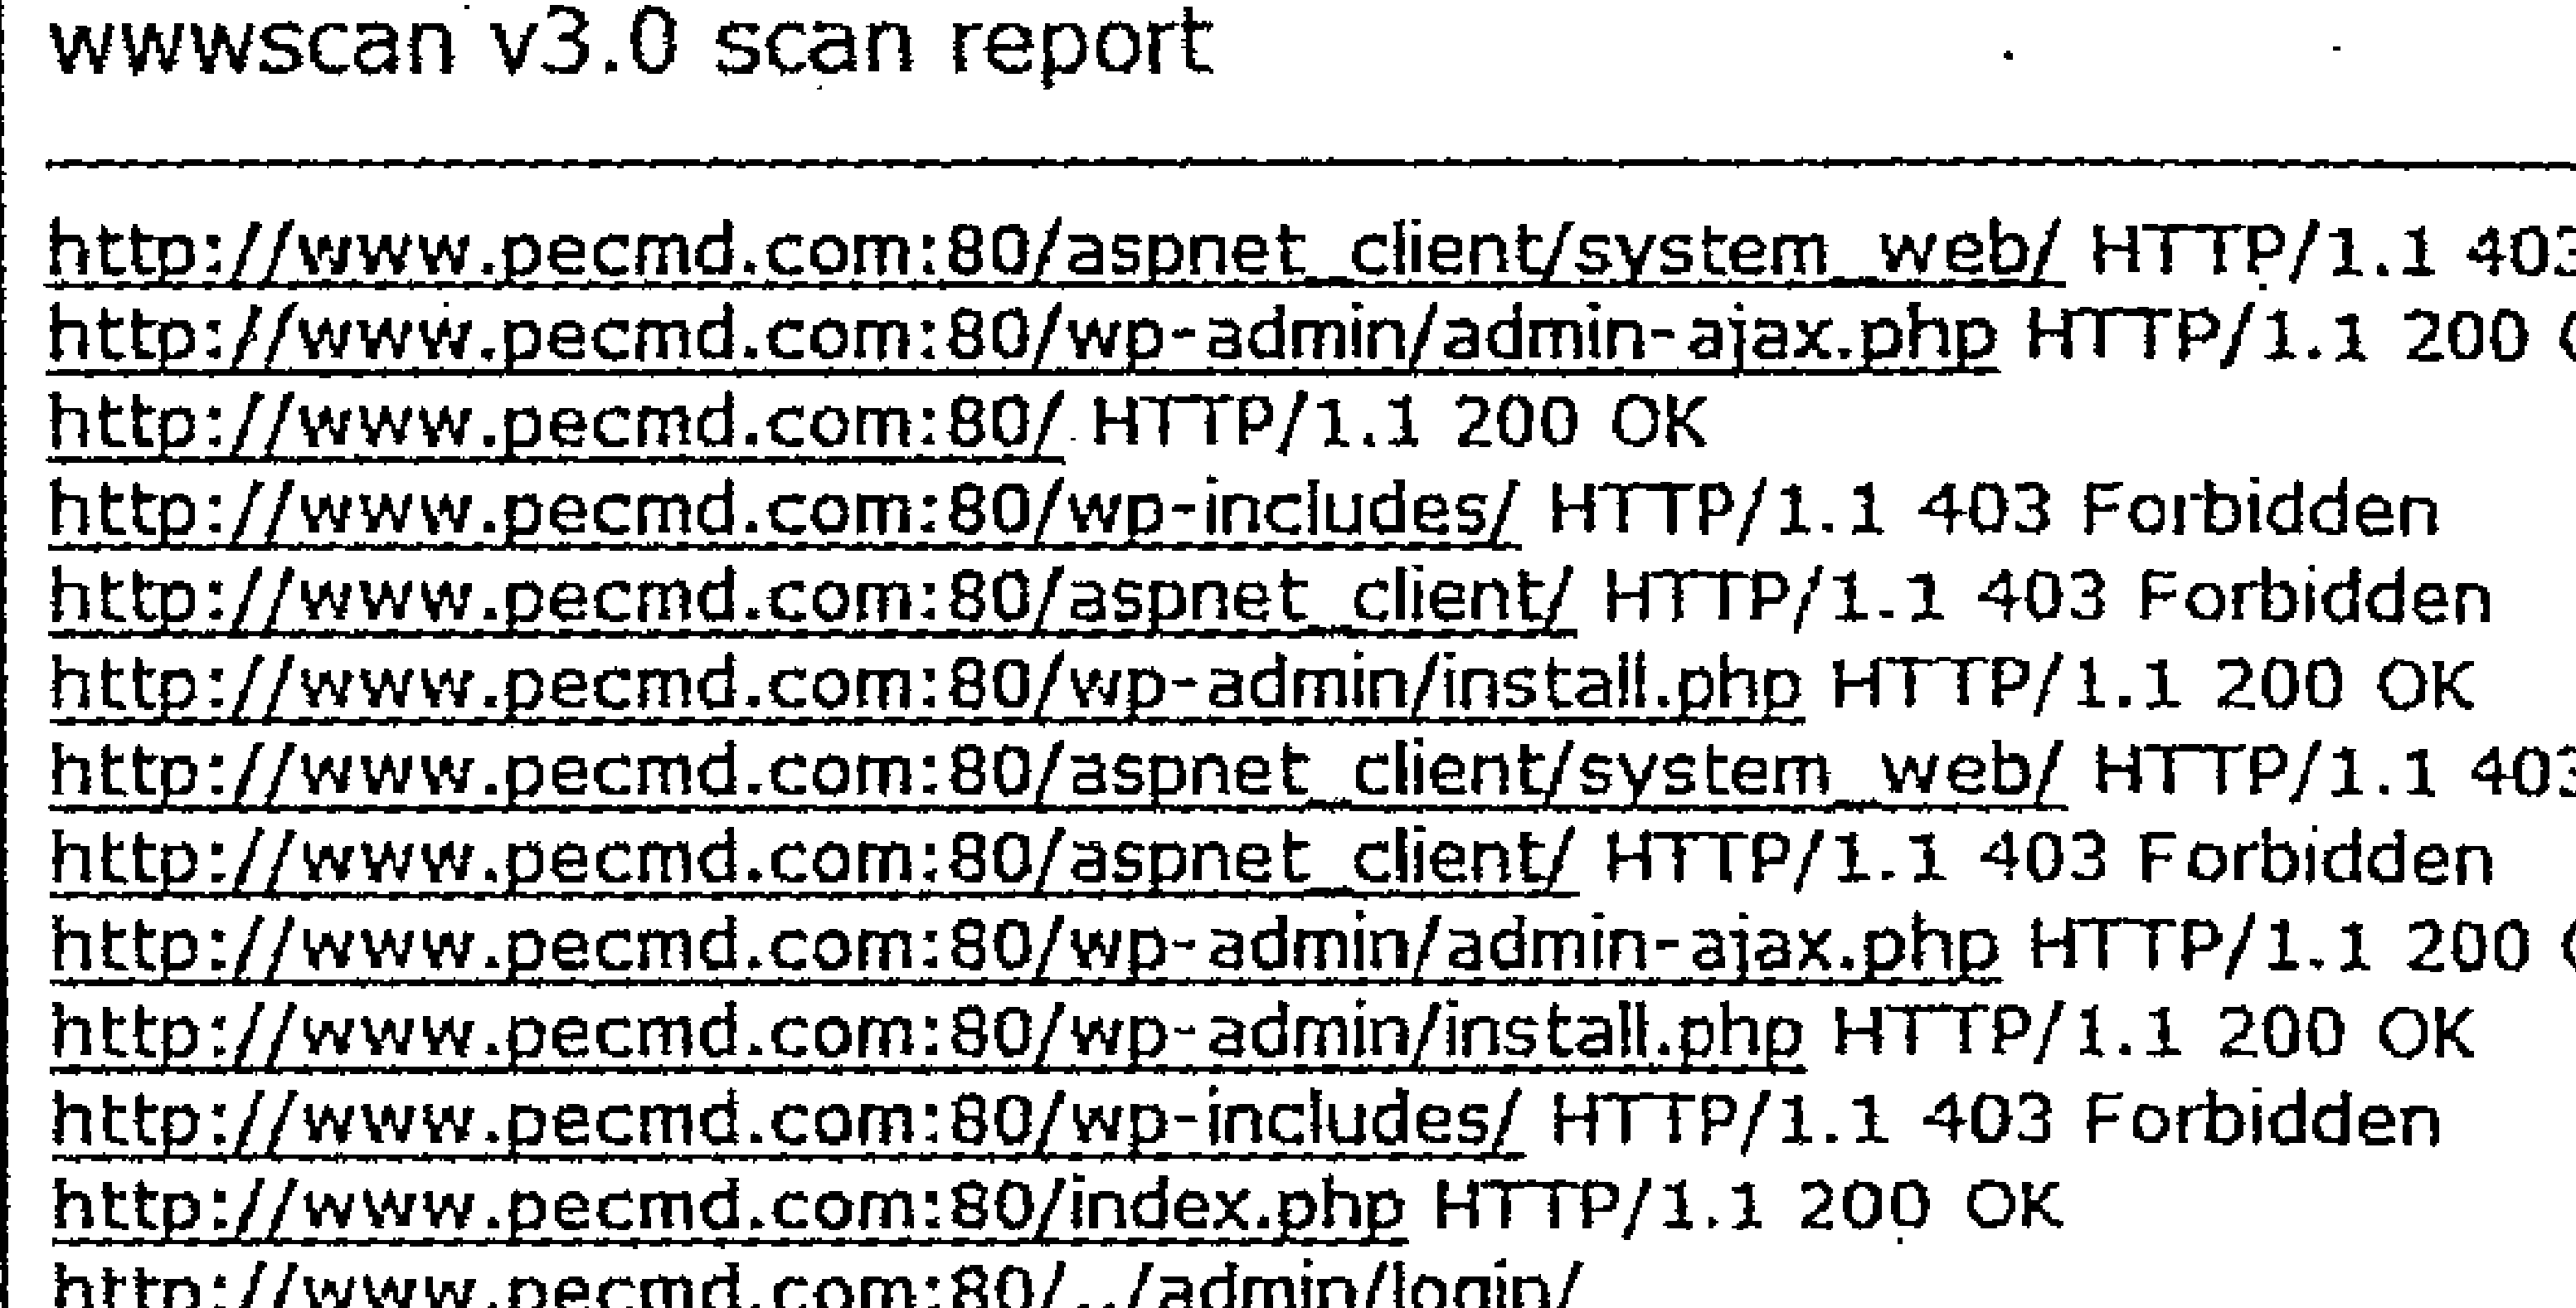 wwwscan v3.0 scan report
http://www.pecmd.com:80/aspnet_client/system_web/ HTTP/1.1 403
http://www.pecmd.com:80/wp-admin/admin-ajax.php HTTP/1.1 200
http://www.pecmd.com:80/ HTTP/1.1 200 OK
http://www.pecmd.com:80/wp-includes/ HTTP/1.1 403 Forbidden
http://www.pecmd.com:80/aspnet_client/ HTTP/1.1 403 Forbidden
http://www.pecmd.com:80/wp-admin/install.php HTTP/1.1 200 OK
http://www.pecmd.com:80/aspnet_client/system_web/ HTTP/1.1 403
http://www.pecmd.com:80/aspnet_client/ HTTP/1.1 403 Forbidden
http://www.pecmd.com:80/wp-admin/admin-ajax.php HTTP/1.1 200
http://www.pecmd.com:80/wp-admin/install.php HTTP/1.1 200 OK
http://www.pecmd.com:80/wp-includes/ HTTP/1.1 403 Forbidden
http://www.pecmd.com:80/index.php HTTP/1.1 200 OK
http://www.pecmd.com:80/../admin/login/